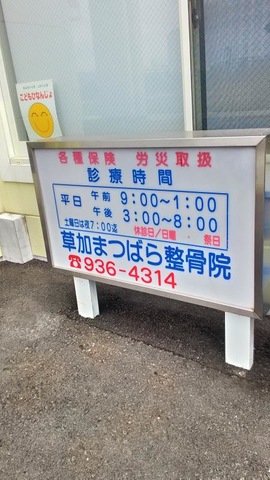 こどもひなんじょ
各種保険 労災取扱
診療時間
平日 午前 9:00～1:00
午後 3:00～8:00
土曜日は夜7:00迄 休診日/日曜 祭日
草加まつばら整骨院
☎936-4314